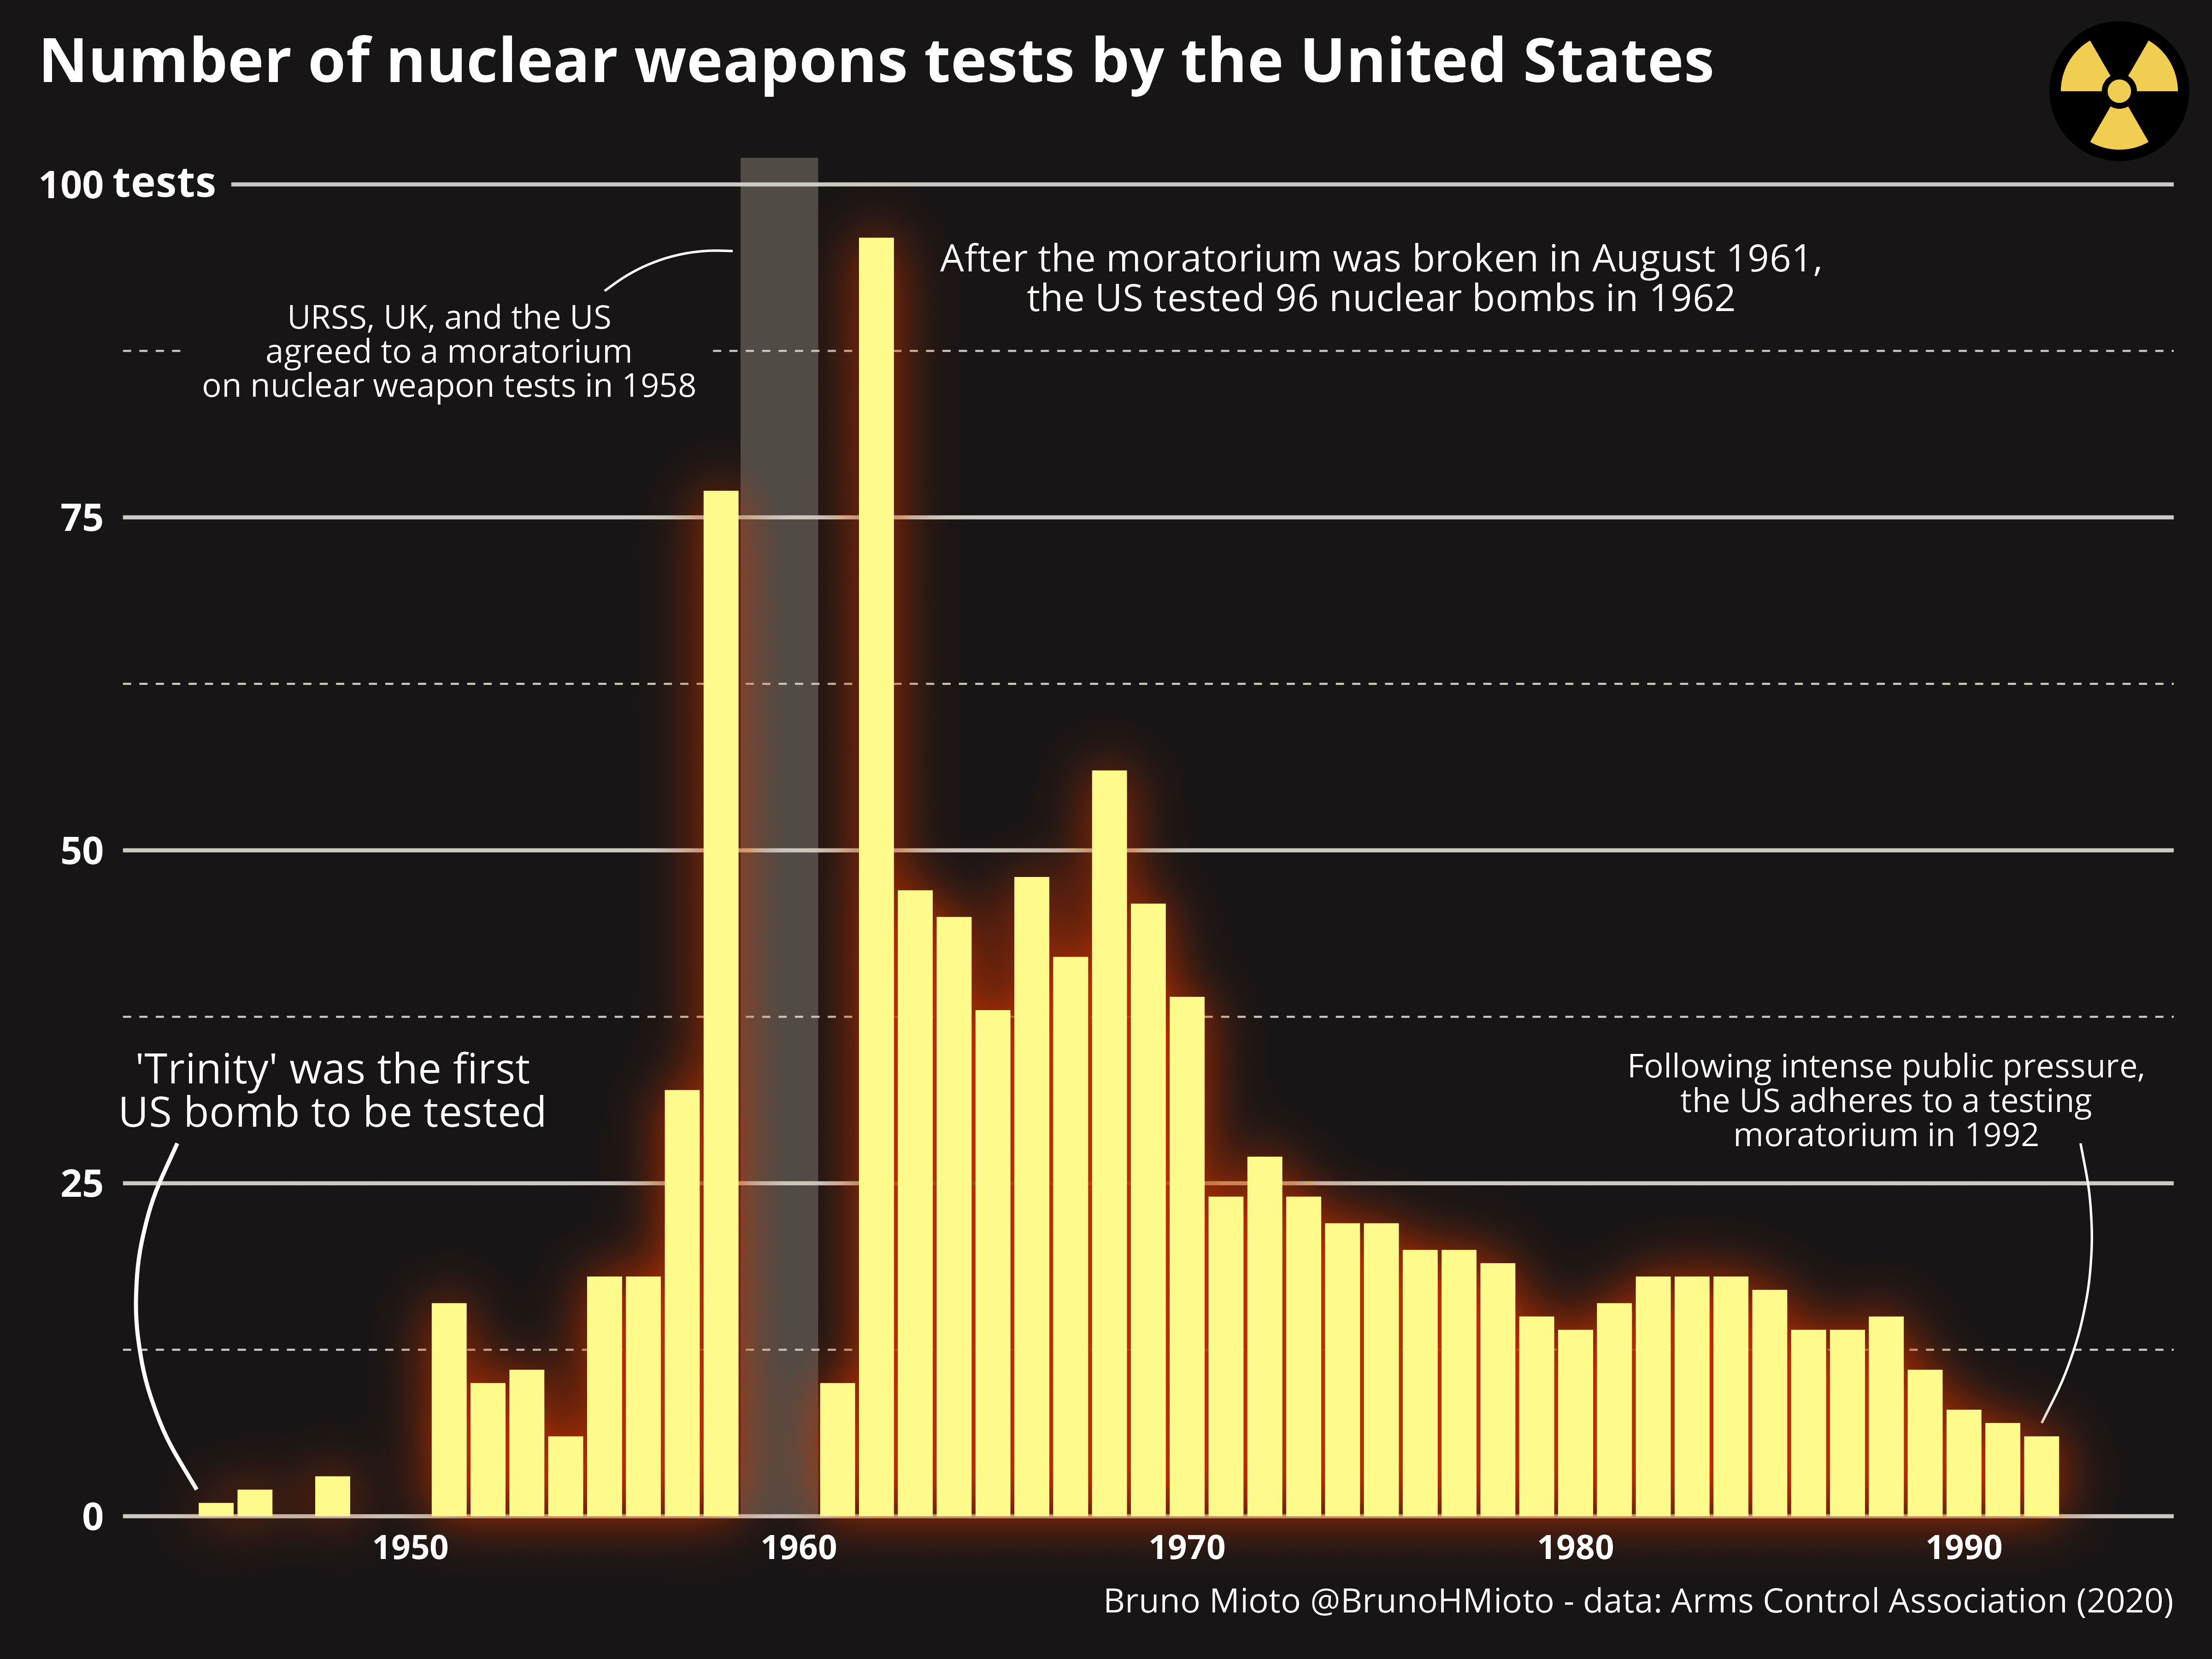 Number of nuclear weapons tests by the United States
100 tests
After the moratorium was broken in August 1961,
the US tested 96 nuclear bombs in 1962
URSS, UK, and the US
agreed to a moratorium
on nuclear weapon tests in 1958
75
50
'Trinity' was the first
US bomb to be tested
Following intense public pressure,
the US adheres to a testing
moratorium in 1992
25
0
1950 1960 1970 1980 1990
Bruno Mioto @BrunoHMioto - data: Arms Control Association (2020)